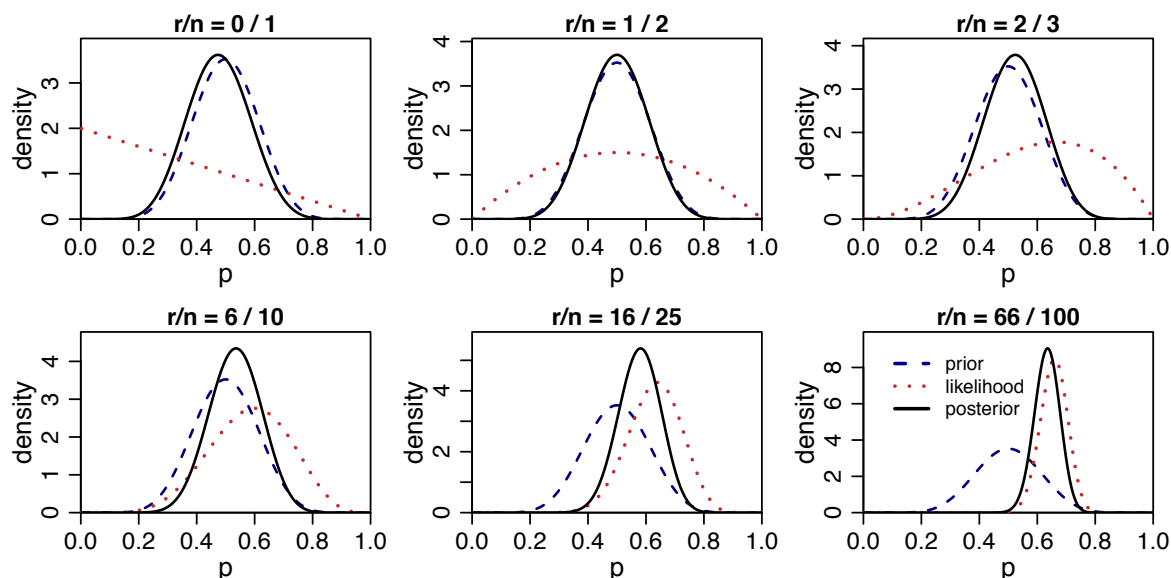 r/n = 0 / 1
density
0 1 2 3
0.0 0.2 0.4 0.6 0.8 1.0
p
r/n = 1 / 2
density
0 1 2 3 4
0.0 0.2 0.4 0.6 0.8 1.0
p
r/n = 2 / 3
density
0 1 2 3 4
0.0 0.2 0.4 0.6 0.8 1.0
p
r/n = 6 / 10
density
0 1 2 3 4
0.0 0.2 0.4 0.6 0.8 1.0
p
r/n = 16 / 25
density
0 2 4
0.0 0.2 0.4 0.6 0.8 1.0
p
r/n = 66 / 100
density
0 2 4 6 8
prior
likelihood
posterior
0.0 0.2 0.4 0.6 0.8 1.0
p